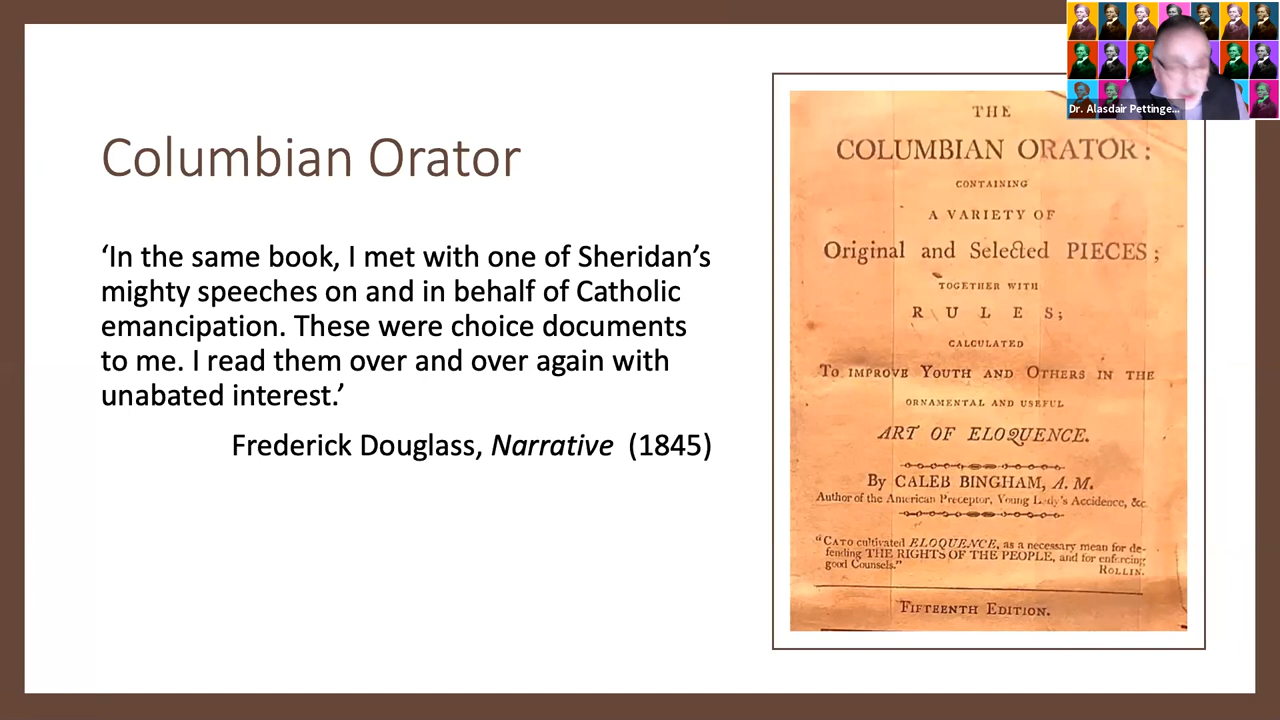 Columbian Orator
‘In the same book, I met with one of Sheridan’s
mighty speeches on and in behalf of Catholic
emancipation. These were choice documents
to me. I read them over and over again with
unabated interest.’
Frederick Douglass, Narrative (1845)
THE
COLUMBIAN ORATOR:
CONTAINING
A VARIETY OF
Original and Selected PIECES;
TOGETHER WITH
RULES;
CALCULATED
TO IMPROVE YOUTH AND OTHERS IN THE
ORNAMENTAL AND USEFUL
ART OF ELOQUENCE.
By CALEB BINGHAM, A. M.
Author of the American Preceptor, Young Lady's Accidence, &c.
"CATO cultivated ELOQUENCE, as a necessary mean for de-
fending THE RIGHTS OF THE PEOPLE, and for enforcing
good Counsels."
ROLLIN.
FIFTEENTH EDITION.
Dr. Alasdair Pettinge...